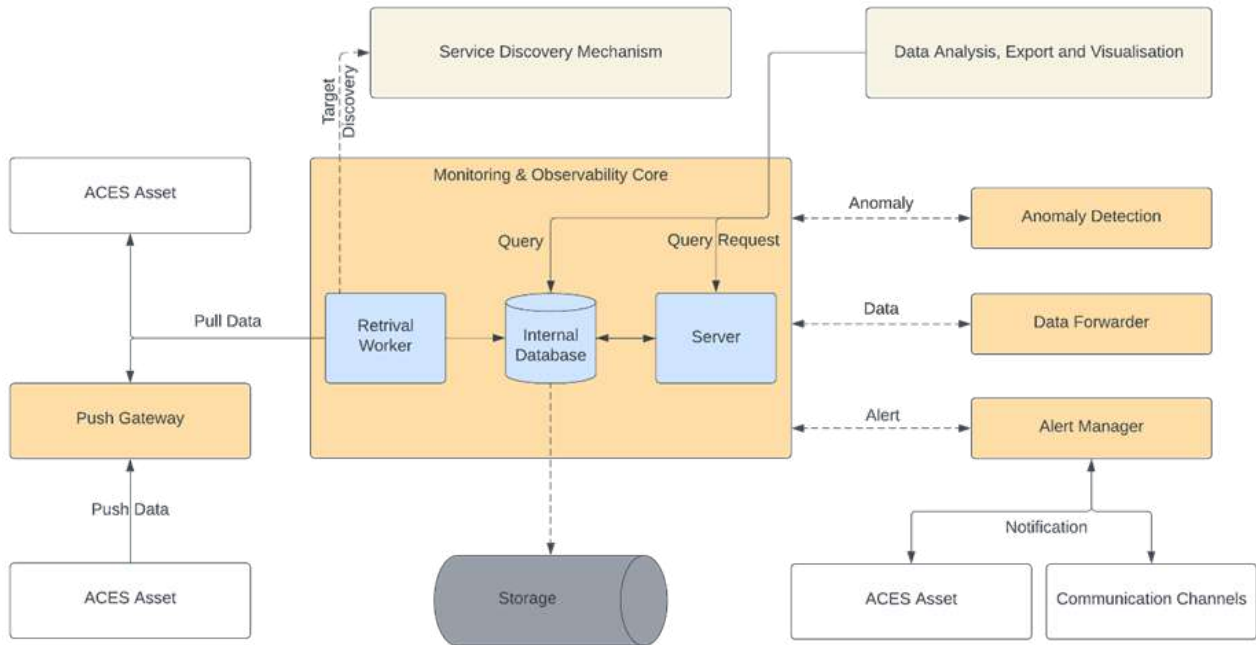 Service Discovery Mechanism
Data Analysis, Export and Visualisation
Target
Discovery
ACES Asset
Monitoring & Observability Core
Anomaly
Anomaly Detection
Query
Query Request
Pull Data
Retrival
Worker
Internal
Database
Server
Data
Data Forwarder
Push Gateway
Alert
Alert Manager
Push Data
Notification
ACES Asset
Storage
ACES Asset
Communication Channels